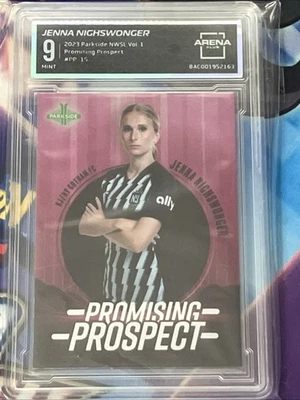 JENNA NIGHSWONGER
9
MINT
2023 Parkside NWSL Vol.1
Promising Prospect
#PP-15
ARENA
CLUB
PARKSIDE
NJ/NY GOTHAM FC
JENNA NIGHSWONGER
ally
PROMISING
PROSPECT